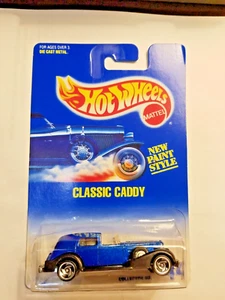 FOR AGES OVER 3
DIE CAST METAL.
Hot Wheels
MATTEL
NEW
PAINT
STYLE
CLASSIC CADDY